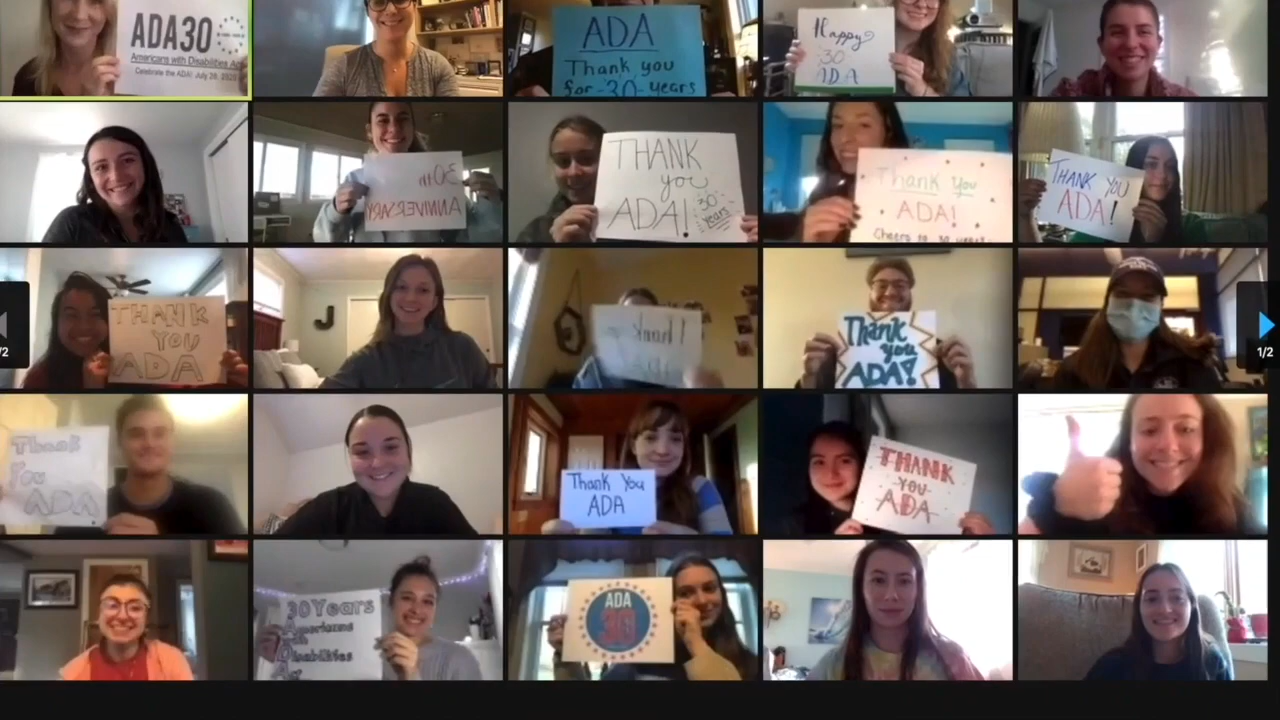 ADA30
Americans with Disabilities Ac
Celebrate the ADA! July 26, 2020
ADA
Thank you
for -30- years
Happy
30
ADA
30th
ANNIVERSARY
THANK
you
ADA!
30
years
Thank You
ADA!
Cheers to 30 years!
THANK YOU
ADA!
THANK
YOU
ADA
/2
J
Thank
Thank
you
ADA!
1/2
Thank
You
ADA
Thank You
ADA
THANK
YOU
ADA
30 Years
Americans
with
Disabilities
ADA
30